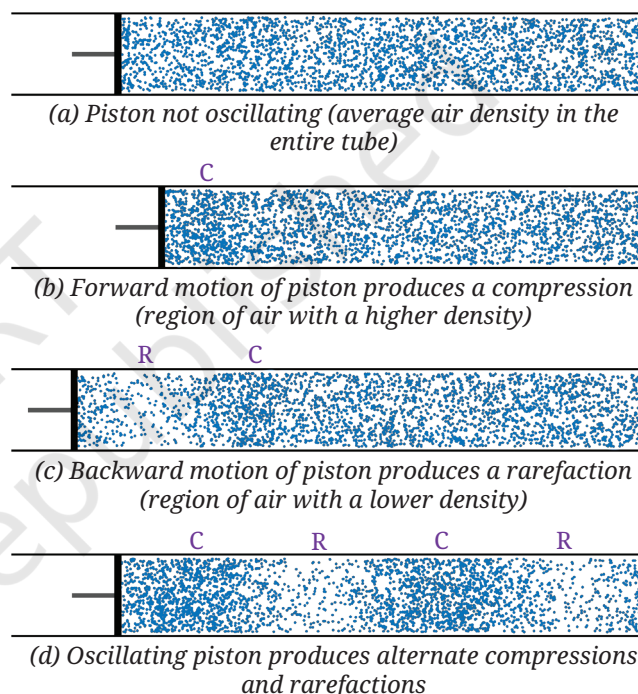 (a) Piston not oscillating (average air density in the
entire tube)
C
(b) Forward motion of piston produces a compression
(region of air with a higher density)
R C
(c) Backward motion of piston produces a rarefaction
(region of air with a lower density)
C R C R
(d) Oscillating piston produces alternate compressions
and rarefactions